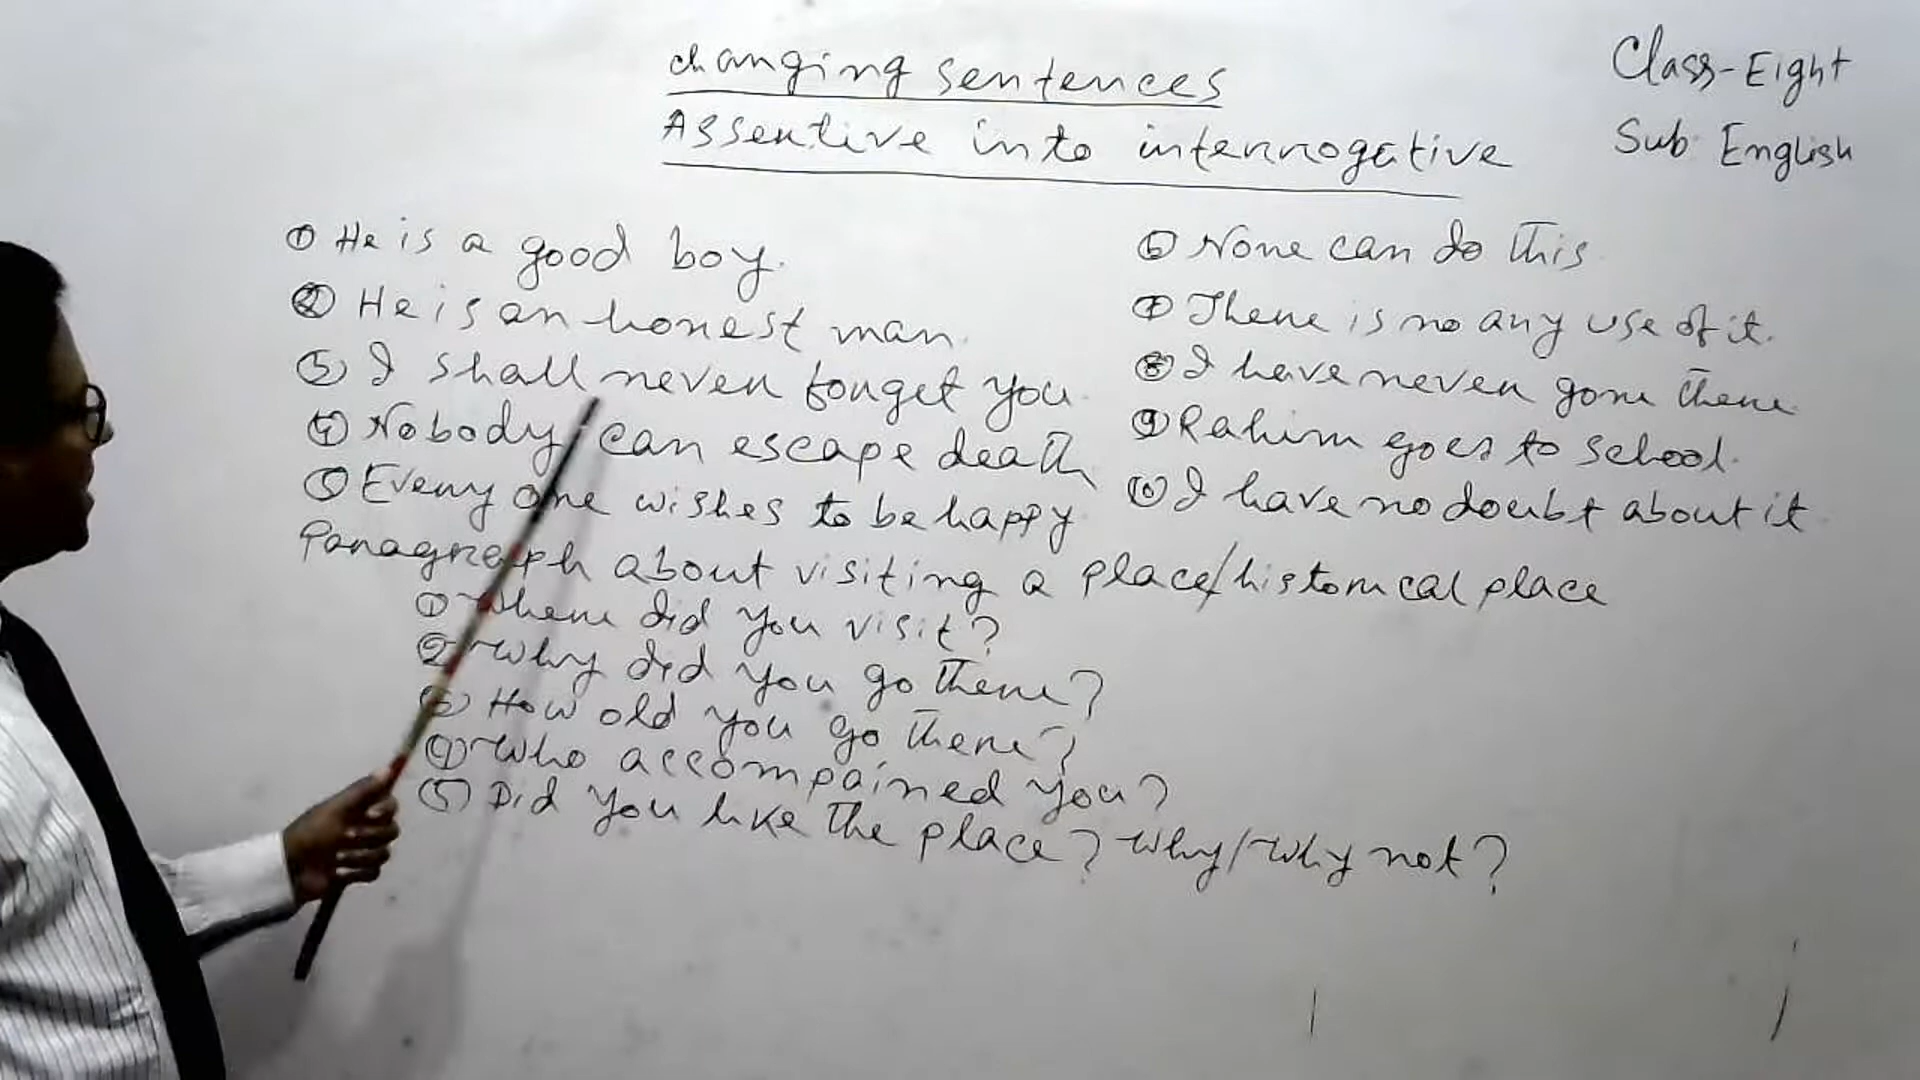 changing sentences
Assertive into interrogative
Class-Eight
Sub English
① He is a good boy.
② He is an honest man.
③ I shall never forget you.
④ Nobody can escape death
⑤ Every one wishes to be happy
⑥ None can do this
⑦ There is no any use of it.
⑧ I have never gone there
⑨ Rahim goes to school.
⑩ I have no doubt about it
Paragraph about visiting a place/historical place
① Where did you visit?
② Why did you go there?
③ How old you go there?
④ Who accompained you?
⑤ Did you like the place? Why/Why not?